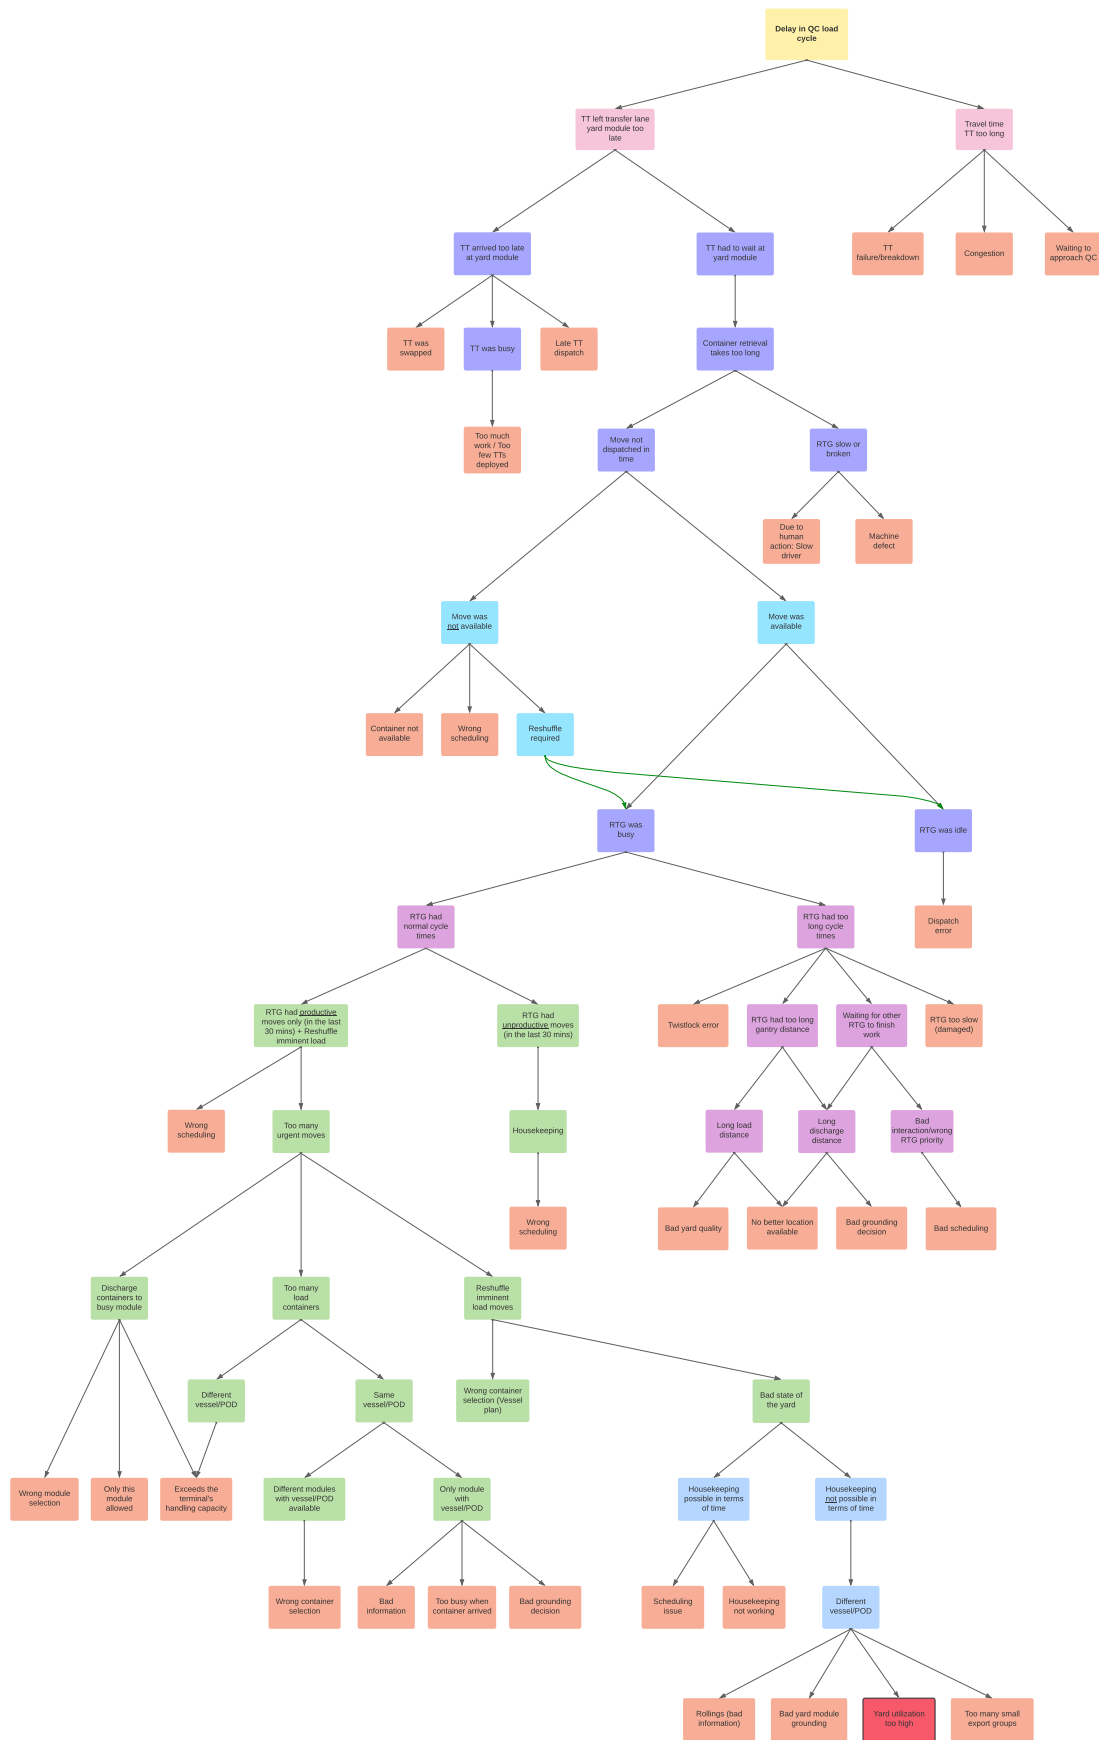 Delay in QC load
cycle
TT left transfer lane
yard module too
late
Travel time
TT too long
TT arrived too late
at yard module
TT had to wait at
yard module
TT
failure/breakdown
Congestion
Waiting to
approach QC
TT was
swapped
TT was busy
Late TT
dispatch
Container retrieval
takes too long
Too much
work / Too
few TTs
deployed
Move not
dispatched in
time
RTG slow or
broken
Due to
human
action: Slow
driver
Machine
defect
Move was
not available
Move was
available
Container not
available
Wrong
scheduling
Reshuffle
required
RTG was
busy
RTG was idle
RTG had
normal cycle
times
RTG had too
long cycle
times
Dispatch
error
RTG had productive
moves only (in the last
30 mins) + Reshuffle
imminent load
RTG had
unproductive moves
(in the last 30 mins)
Twistlock error
RTG had too long
gantry distance
Waiting for other
RTG to finish
work
RTG too slow
(damaged)
Wrong
scheduling
Too many
urgent moves
Housekeeping
Long load
distance
Long
discharge
distance
Bad
interaction/wrong
RTG priority
Wrong
scheduling
Bad yard quality
No better location
available
Bad grounding
decision
Bad scheduling
Discharge
containers to
busy module
Too many
load
containers
Reshuffle
imminent
load moves
Different
vessel/POD
Same
vessel/POD
Wrong container
selection (Vessel
plan)
Bad state of
the yard
Wrong module
selection
Only this
module
allowed
Exceeds the
terminal's
handling capacity
Different modules
with vessel/POD
available
Only module
with
vessel/POD
Housekeeping
possible in terms
of time
Housekeeping
not possible in
terms of time
Wrong container
selection
Bad
information
Too busy when
container arrived
Bad grounding
decision
Scheduling
issue
Housekeeping
not working
Different
vessel/POD
Rollings (bad
information)
Bad yard module
grounding
Yard utilization
too high
Too many small
export groups